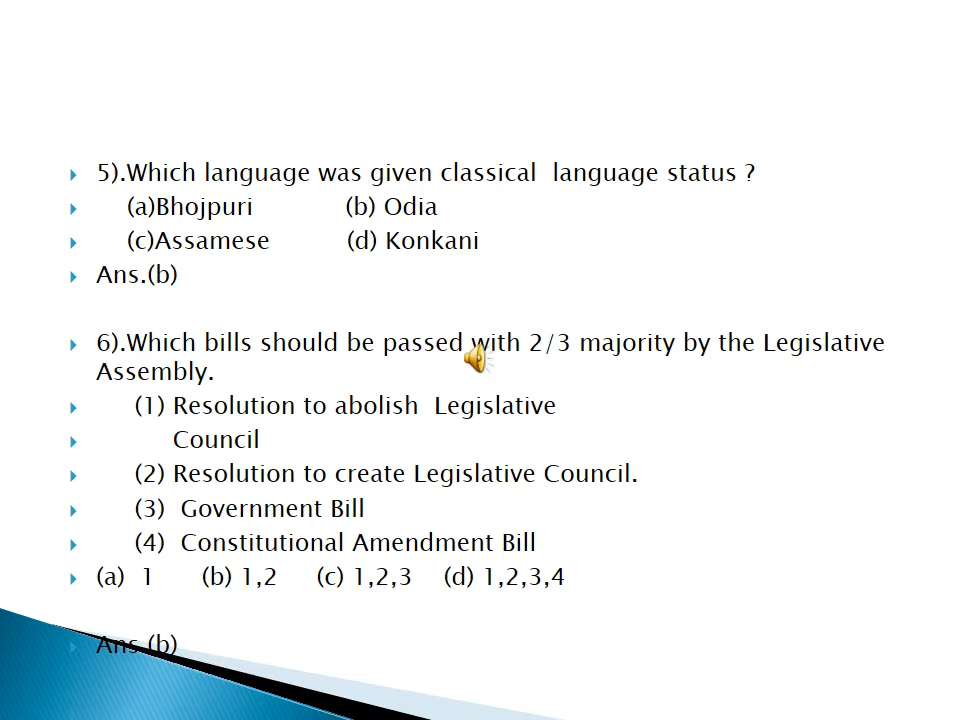 5).Which language was given classical language status ?
(a)Bhojpuri (b) Odia
(c)Assamese (d) Konkani
Ans.(b)
6).Which bills should be passed with 2/3 majority by the Legislative
Assembly.
(1) Resolution to abolish Legislative
Council
(2) Resolution to create Legislative Council.
(3) Government Bill
(4) Constitutional Amendment Bill
(a) 1 (b) 1,2 (c) 1,2,3 (d) 1,2,3,4
Ans.(b)